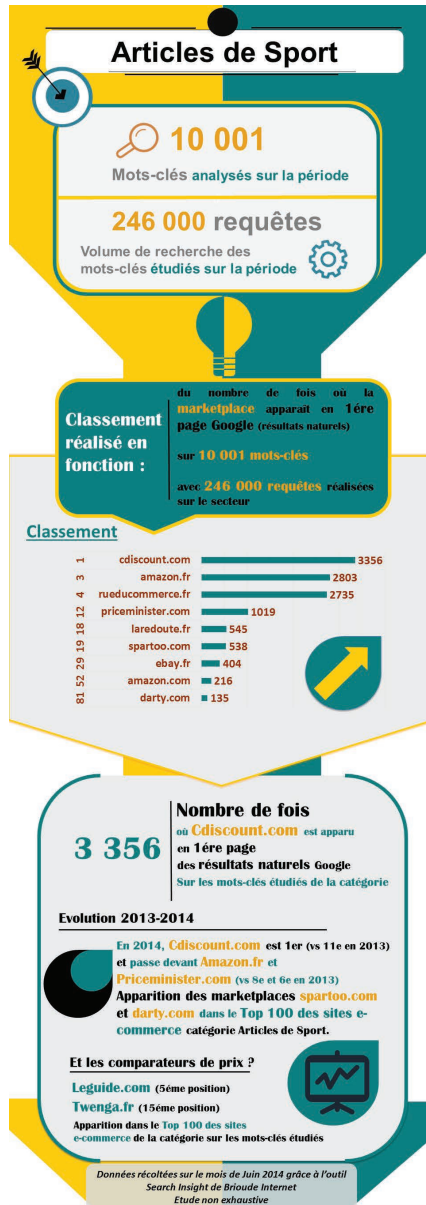 Articles de Sport
10 001
Mots-clés analysés sur la période
246 000 requêtes
Volume de recherche des
mots-clés étudiés sur la période
Classement
réalisé en
fonction :
du nombre de fois où la
marketplace apparaît en 1ére
page Google (résultats naturels)
sur 10 001 mots-clés
avec 246 000 requêtes réalisées
sur le secteur
Classement
1 cdiscount.com 3356
3 amazon.fr 2803
4 rueducommerce.fr 2735
12 priceminister.com 1019
18 laredoute.fr 545
19 spartoo.com 538
29 ebay.fr 404
52 amazon.com 216
81 darty.com 135
3 356
Nombre de fois
où Cdiscount.com est apparu
en 1ére page
des résultats naturels Google
Sur les mots-clés étudiés de la catégorie
Evolution 2013-2014
En 2014, Cdiscount.com est 1er (vs 11e en 2013)
et passe devant Amazon.fr et
Priceminister.com (vs 8e et 6e en 2013)
Apparition des marketplaces spartoo.com
et darty.com dans le Top 100 des sites e-
commerce catégorie Articles de Sport.
Et les comparateurs de prix ?
Leguide.com (5éme position)
Twenga.fr (15éme position)
Apparition dans le Top 100 des sites
e-commerce de la catégorie sur les mots-clés étudiés
Données récoltées sur le mois de Juin 2014 grâce à l'outil
Search Insight de Brioude Internet
Etude non exhaustive